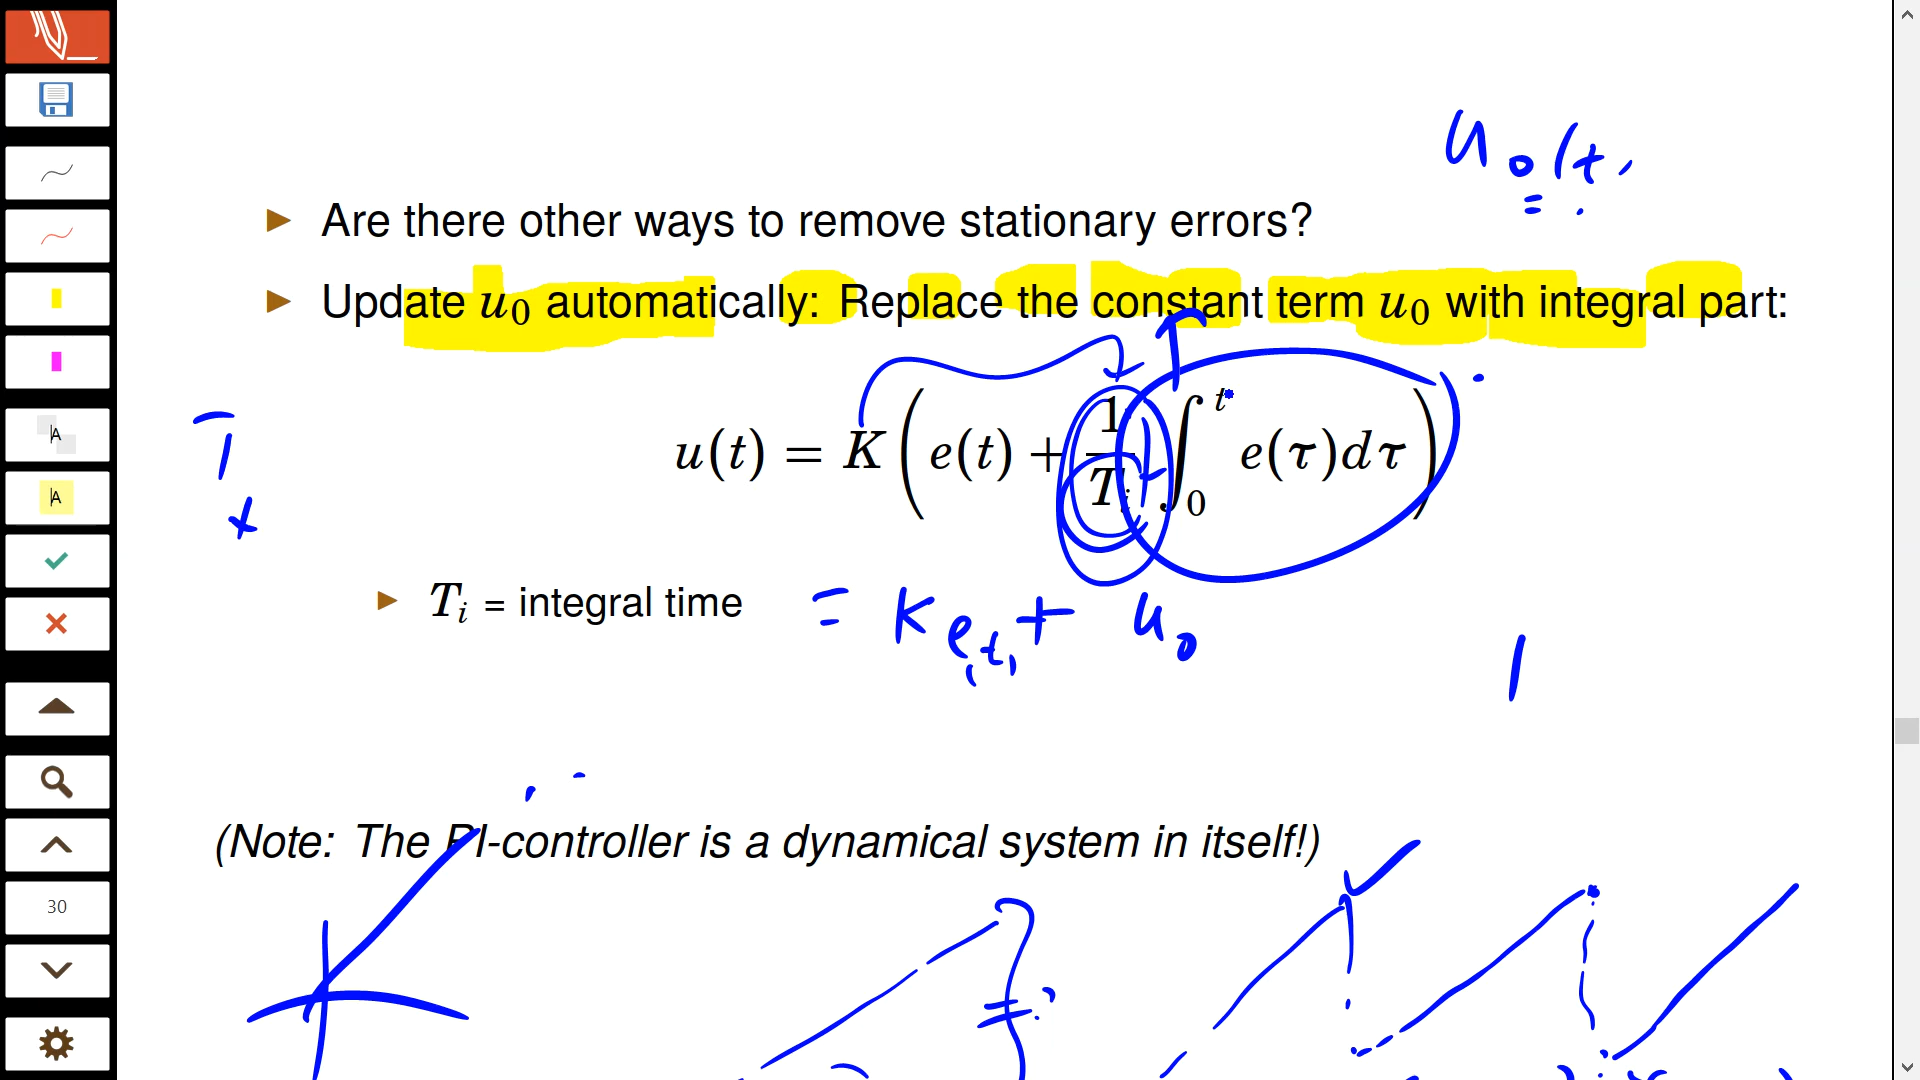 u₀(t,
Are there other ways to remove stationary errors?
Update u₀ automatically: Replace the constant term u₀ with integral part:
u(t) = K ( e(t) + 1/Tᵢ ∫₀ᵗ e(τ)dτ )
Tᵢ = integral time
= K e(t) + u₀
(Note: The PI-controller is a dynamical system in itself!)
30